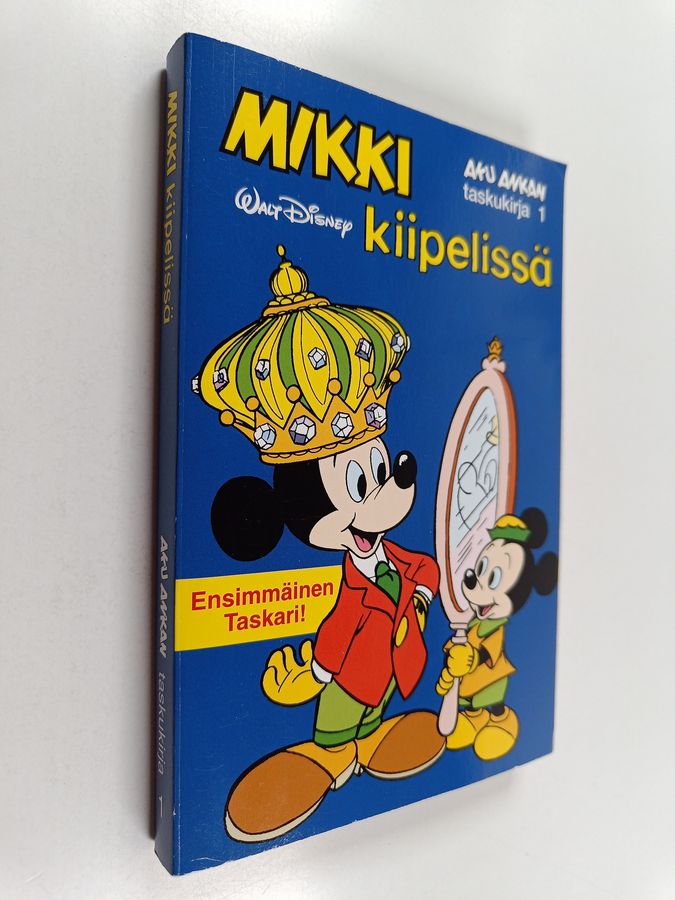 MIKKI
AKU ANKAN
taskukirja 1
WALT DISNEY
kiipelissä
Ensimmäinen
Taskari!
MIKKI kiipelissä
AKU ANKAN taskukirja 1